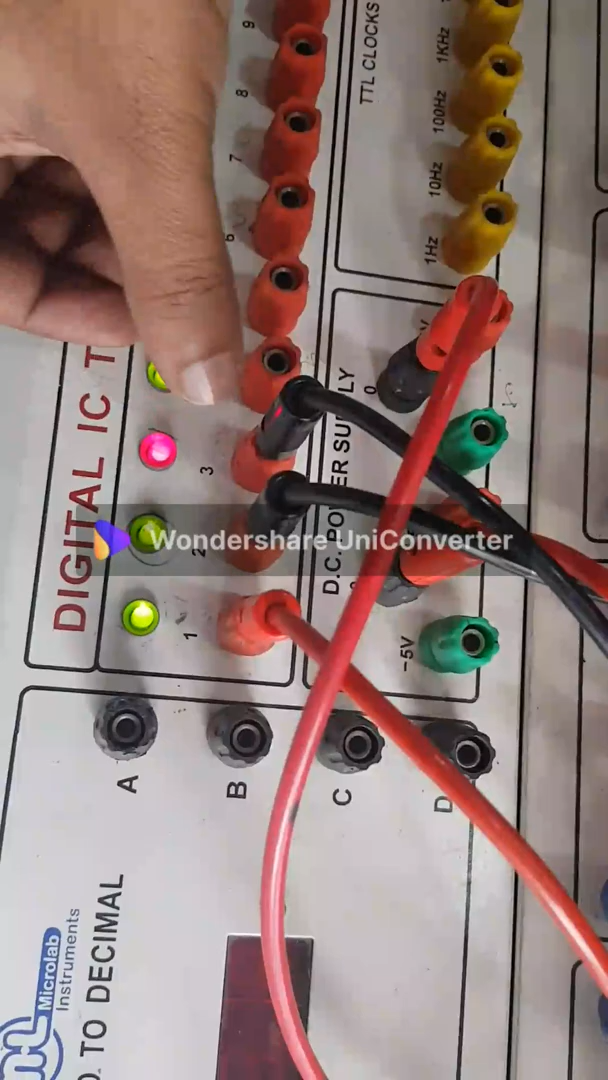 9
8
7
6
3
2
1
TTL CLOCKS
1KHz
100Hz
10Hz
1Hz
DIGITAL IC T
D.C. POWER SUPPLY
0
-5V
Wondershare UniConverter
A
B
C
D
Microlab
Instruments
TO DECIMAL